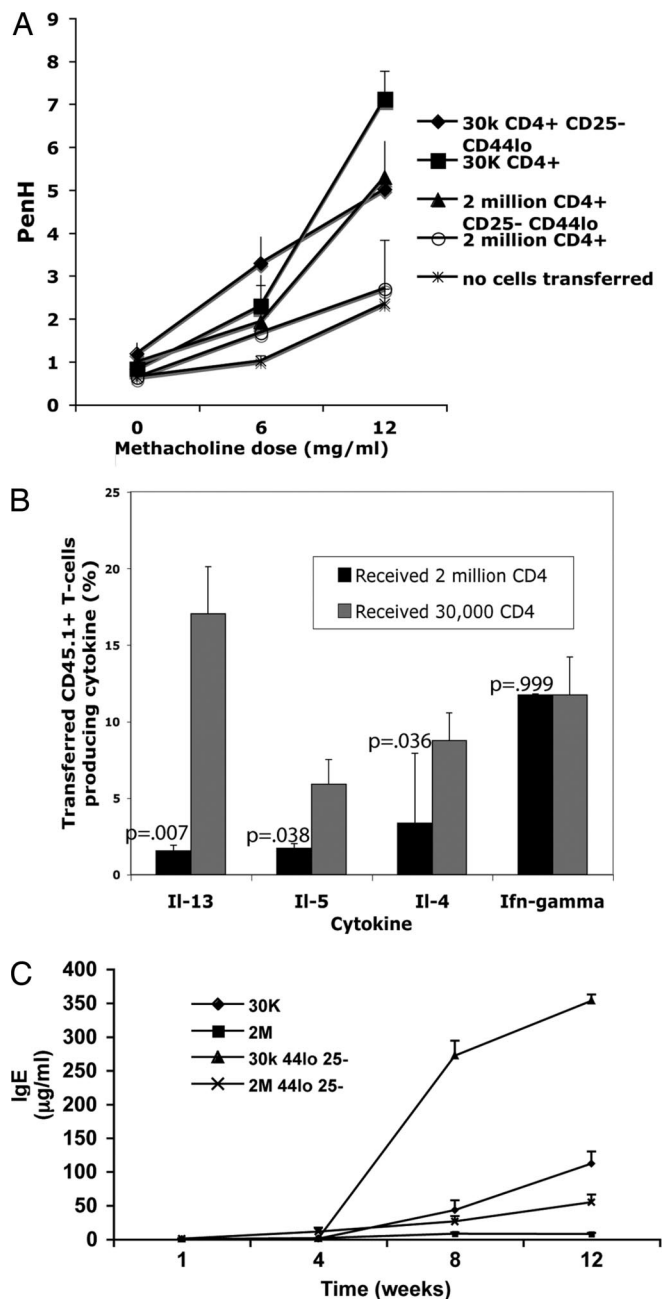 A
9
8
7
6
5
4
3
2
1
0
PenH
0 6 12
Methacholine dose (mg/ml)
30k CD4+ CD25-
CD44lo
30K CD4+
2 million CD4+
CD25- CD44lo
2 million CD4+
no cells transferred
B
25
20
15
10
5
0
Transferred CD45.1+ T-cells
producing cytokine (%)
Received 2 million CD4
Received 30,000 CD4
p=.007
p=.038
p=.036
p=.999
Il-13 Il-5 Il-4 Ifn-gamma
Cytokine
C
400
350
300
250
200
150
100
50
0
IgE
(μg/ml)
30K
2M
30k 44lo 25-
2M 44lo 25-
1 4 8 12
Time (weeks)